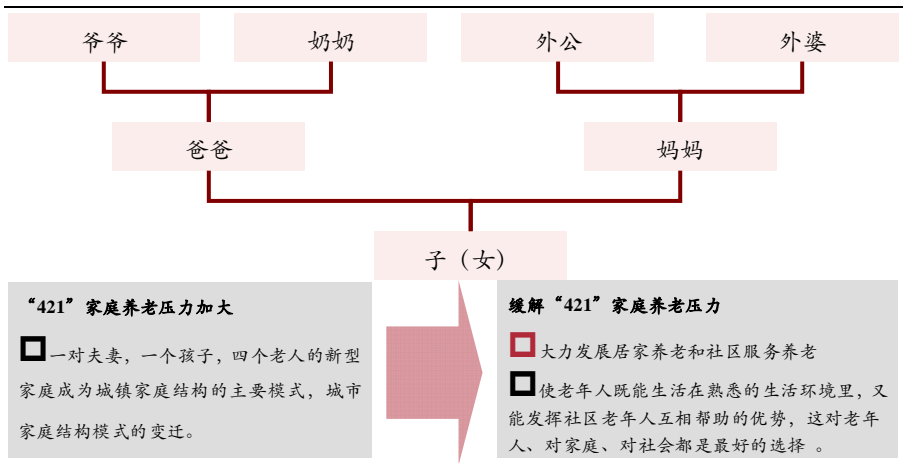 爷爷
奶奶
外公
外婆
爸爸
妈妈
子（女）
“421”家庭养老压力加大
一对夫妻，一个孩子，四个老人的新型
家庭成为城镇家庭结构的主要模式，城市
家庭结构模式的变迁。
缓解“421”家庭养老压力
大力发展居家养老和社区服务养老
使老年人既能生活在熟悉的生活环境里，又
能发挥社区老年人互相帮助的优势，这对老年
人、对家庭、对社会都是最好的选择 。